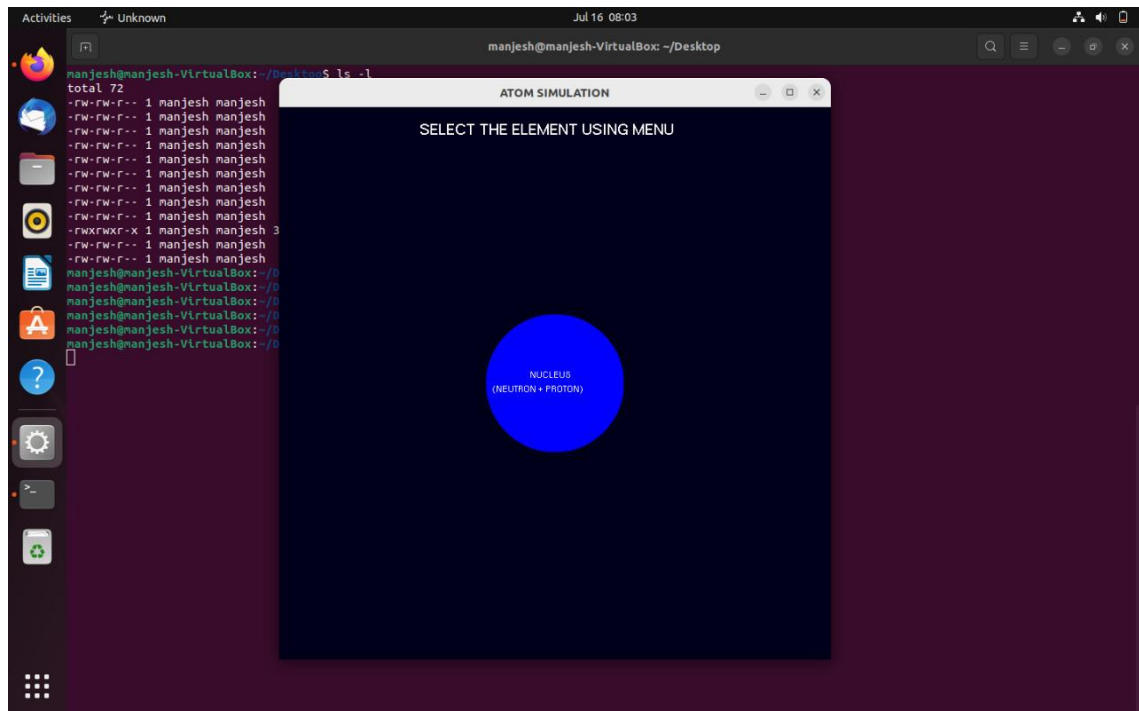 Activities Unknown Jul 16 08:03
manjesh@manjesh-VirtualBox: ~/Desktop
manjesh@manjesh-VirtualBox:~/Desktop$ ls -l
total 72
-rw-rw-r-- 1 manjesh manjesh
-rw-rw-r-- 1 manjesh manjesh
-rw-rw-r-- 1 manjesh manjesh
-rw-rw-r-- 1 manjesh manjesh
-rw-rw-r-- 1 manjesh manjesh
-rw-rw-r-- 1 manjesh manjesh
-rw-rw-r-- 1 manjesh manjesh
-rw-rw-r-- 1 manjesh manjesh
-rw-rw-r-- 1 manjesh manjesh
-rwxrwxr-x 1 manjesh manjesh 3
-rw-rw-r-- 1 manjesh manjesh
-rw-rw-r-- 1 manjesh manjesh
manjesh@manjesh-VirtualBox:~/D
manjesh@manjesh-VirtualBox:~/D
manjesh@manjesh-VirtualBox:~/D
manjesh@manjesh-VirtualBox:~/D
manjesh@manjesh-VirtualBox:~/D
manjesh@manjesh-VirtualBox:~/D
ATOM SIMULATION
SELECT THE ELEMENT USING MENU
NUCLEUS
(NEUTRON + PROTON)